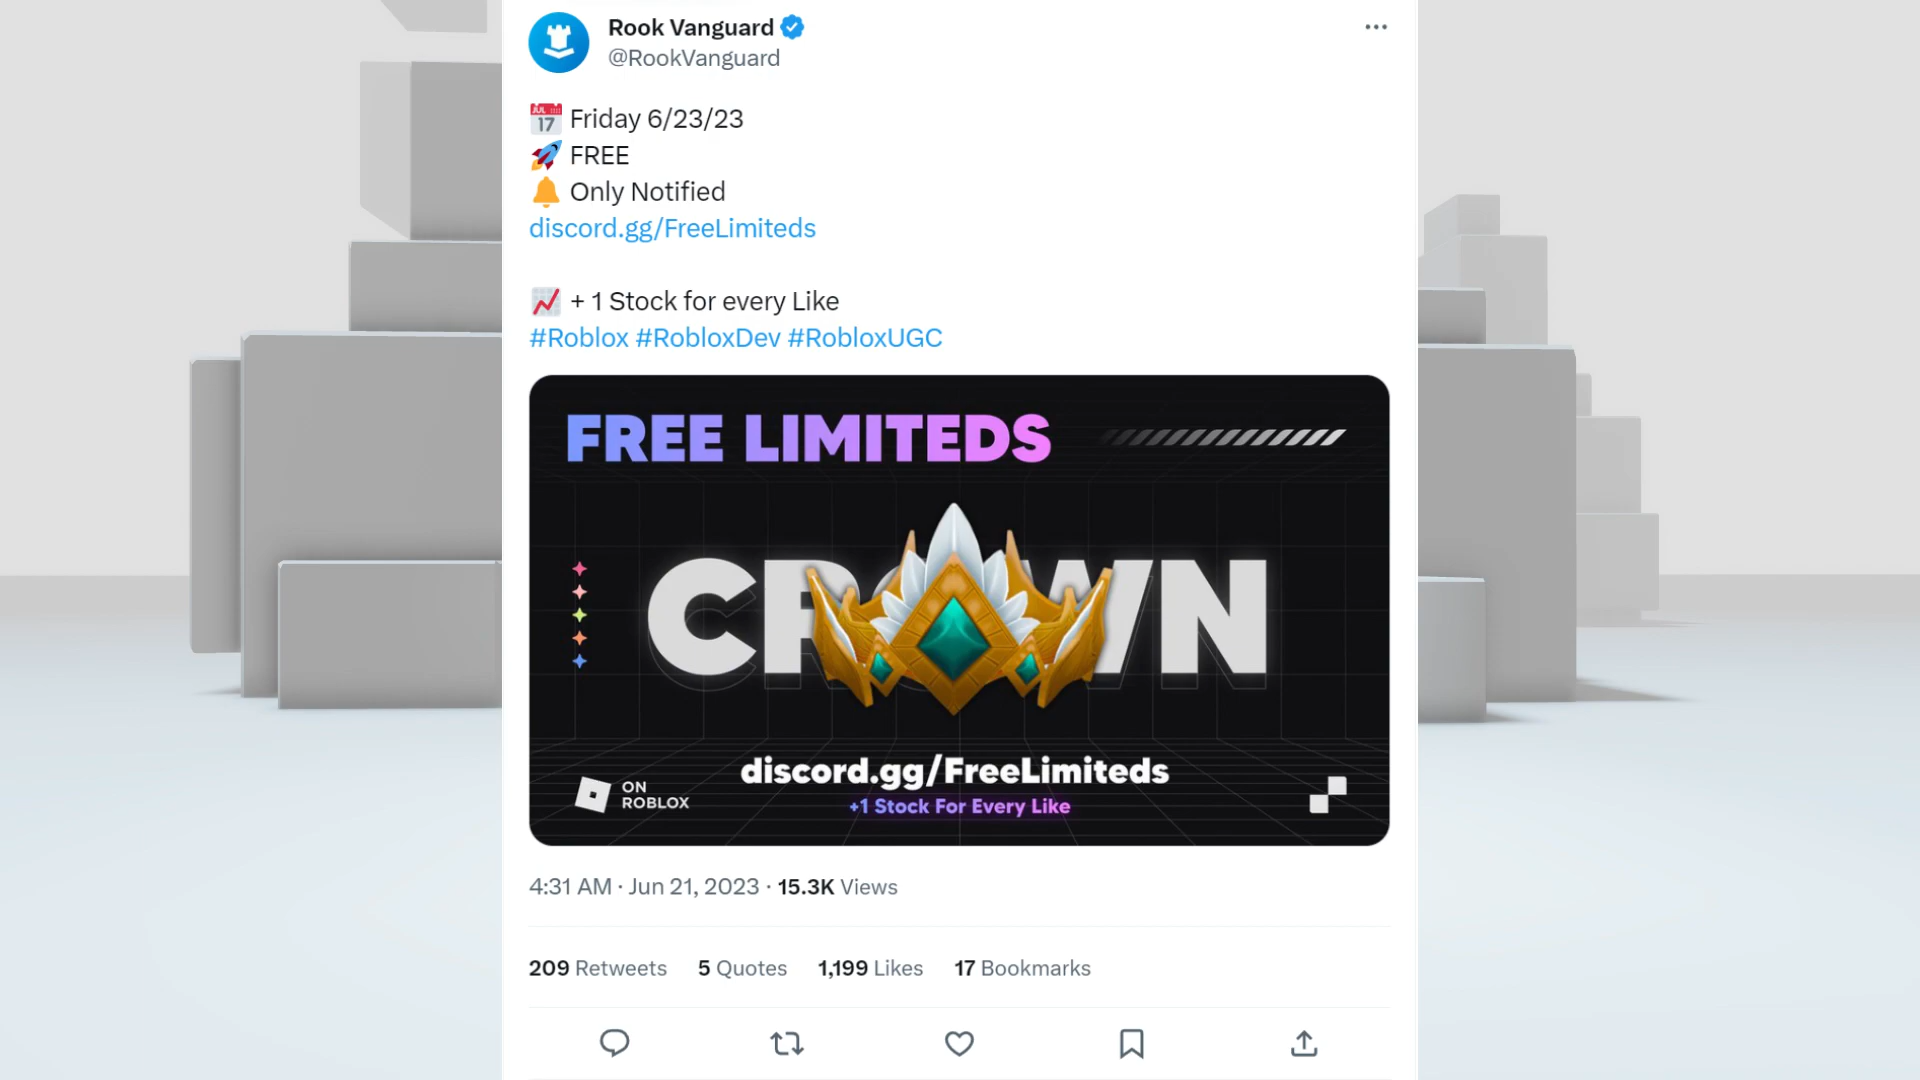 Rook Vanguard
@RookVanguard
Friday 6/23/23
FREE
Only Notified
discord.gg/FreeLimiteds
+ 1 Stock for every Like
#Roblox #RobloxDev #RobloxUGC
FREE LIMITEDS
CROWN
discord.gg/FreeLimiteds
+1 Stock For Every Like
ON
ROBLOX
4:31 AM · Jun 21, 2023 · 15.3K Views
209 Retweets 5 Quotes 1,199 Likes 17 Bookmarks